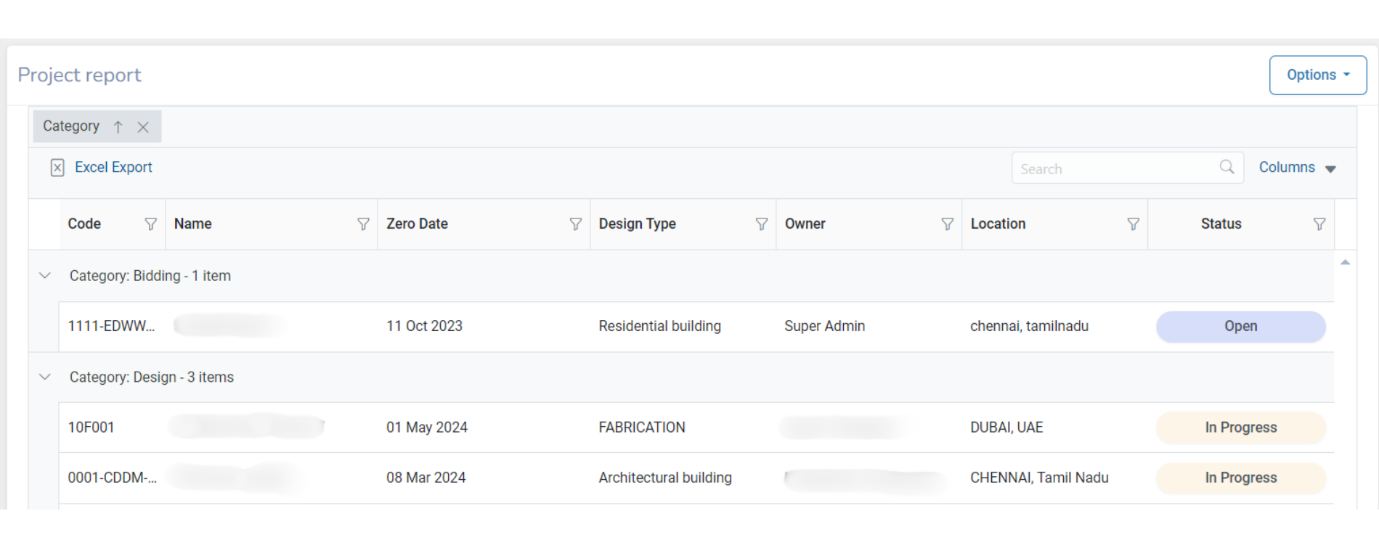 Project report
Options
Category
Excel Export
Search
Columns
Code Name Zero Date Design Type Owner Location Status
Category: Bidding - 1 item
1111-EDWW... 11 Oct 2023 Residential building Super Admin chennai, tamilnadu Open
Category: Design - 3 items
10F001 01 May 2024 FABRICATION DUBAI, UAE In Progress
0001-CDDM-... 08 Mar 2024 Architectural building CHENNAI, Tamil Nadu In Progress